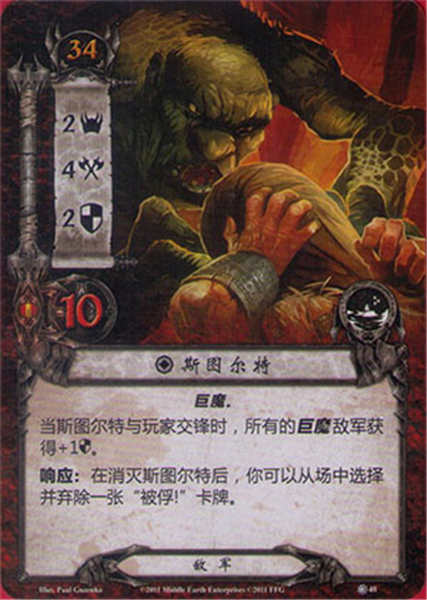 34
2
4
2
10
斯图尔特
巨魔.
当斯图尔特与玩家交锋时，所有的巨魔敌军获
得+1
响应：在消灭斯图尔特后，你可以从场中选择
并弃除一张“被俘!”卡牌。
敌军
Illus. Paul Guzenko ©2011 Middle Earth Enterprises ©2011 FFG